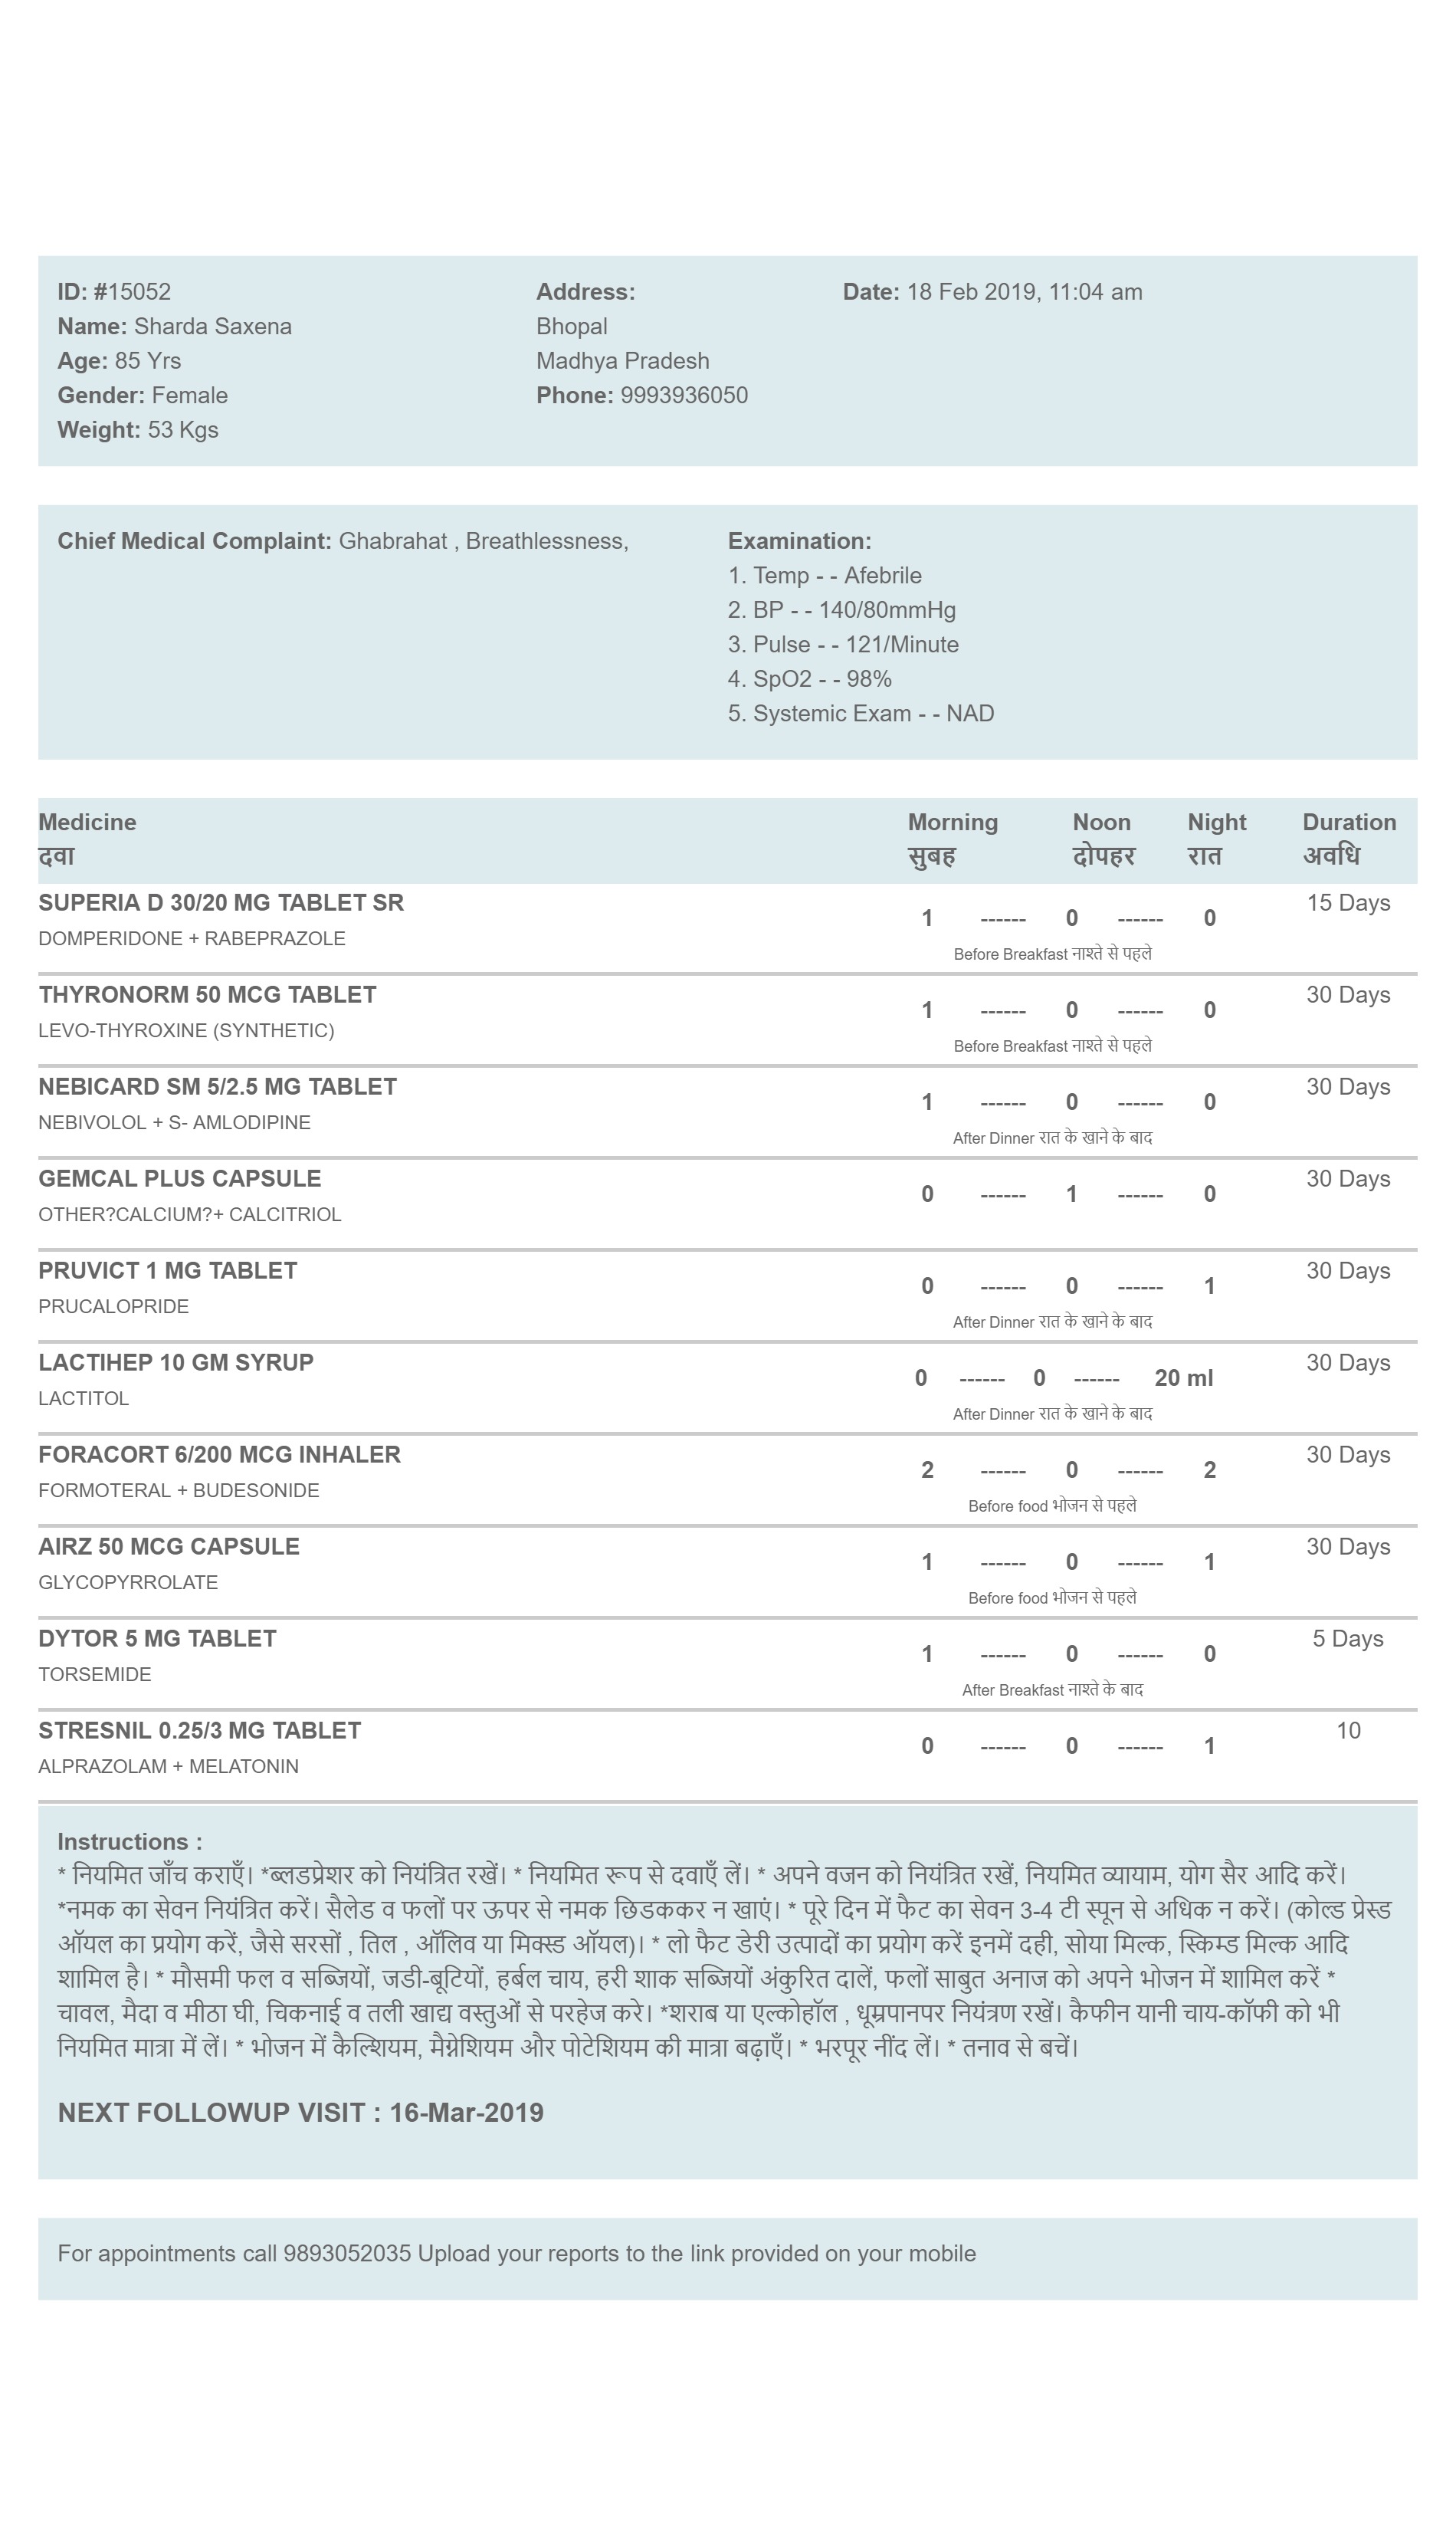 ID: #15052
Name: Sharda Saxena
Age: 85 Yrs
Gender: Female
Weight: 53 Kgs
Address:
Bhopal
Madhya Pradesh
Phone: 9993936050
Date: 18 Feb 2019, 11:04 am
Chief Medical Complaint: Ghabrahat , Breathlessness,
Examination:
1. Temp - - Afebrile
2. BP - - 140/80mmHg
3. Pulse - - 121/Minute
4. SpO2 - - 98%
5. Systemic Exam - - NAD
Medicine Morning Noon Night Duration
दवा सुबह दोपहर रात अवधि
SUPERIA D 30/20 MG TABLET SR 1 ------ 0 ------ 0 15 Days
DOMPERIDONE + RABEPRAZOLE Before Breakfast नाश्ते से पहले
THYRONORM 50 MCG TABLET 1 ------ 0 ------ 0 30 Days
LEVO-THYROXINE (SYNTHETIC) Before Breakfast नाश्ते से पहले
NEBICARD SM 5/2.5 MG TABLET 1 ------ 0 ------ 0 30 Days
NEBIVOLOL + S- AMLODIPINE After Dinner रात के खाने के बाद
GEMCAL PLUS CAPSULE 0 ------ 1 ------ 0 30 Days
OTHER?CALCIUM?+ CALCITRIOL
PRUVICT 1 MG TABLET 0 ------ 0 ------ 1 30 Days
PRUCALOPRIDE After Dinner रात के खाने के बाद
LACTIHEP 10 GM SYRUP 0 ------ 0 ------ 20 ml 30 Days
LACTITOL After Dinner रात के खाने के बाद
FORACORT 6/200 MCG INHALER 2 ------ 0 ------ 2 30 Days
FORMOTERAL + BUDESONIDE Before food भोजन से पहले
AIRZ 50 MCG CAPSULE 1 ------ 0 ------ 1 30 Days
GLYCOPYRROLATE Before food भोजन से पहले
DYTOR 5 MG TABLET 1 ------ 0 ------ 0 5 Days
TORSEMIDE After Breakfast नाश्ते के बाद
STRESNIL 0.25/3 MG TABLET 0 ------ 0 ------ 1 10
ALPRAZOLAM + MELATONIN
Instructions :
* नियमित जाँच कराएँ। *ब्लडप्रेशर को नियंत्रित रखें। * नियमित रूप से दवाएँ लें। * अपने वजन को नियंत्रित रखें, नियमित व्यायाम, योग सैर आदि करें।
*नमक का सेवन नियंत्रित करें। सैलेड व फलों पर ऊपर से नमक छिडककर न खाएं। * पूरे दिन में फैट का सेवन 3-4 टी स्पून से अधिक न करें। (कोल्ड प्रेस्ड
ऑयल का प्रयोग करें, जैसे सरसों , तिल , ऑलिव या मिक्स्ड ऑयल)। * लो फैट डेरी उत्पादों का प्रयोग करें इनमें दही, सोया मिल्क, स्किम्ड मिल्क आदि
शामिल है। * मौसमी फल व सब्जियों, जडी-बूटियों, हर्बल चाय, हरी शाक सब्जियों अंकुरित दालें, फलों साबुत अनाज को अपने भोजन में शामिल करें *
चावल, मैदा व मीठा घी, चिकनाई व तली खाद्य वस्तुओं से परहेज करे। *शराब या एल्कोहॉल , धूम्रपानपर नियंत्रण रखें। कैफीन यानी चाय-कॉफी को भी
नियमित मात्रा में लें। * भोजन में कैल्शियम, मैग्नेशियम और पोटेशियम की मात्रा बढ़ाएँ। * भरपूर नींद लें। * तनाव से बचें।
NEXT FOLLOWUP VISIT : 16-Mar-2019
For appointments call 9893052035 Upload your reports to the link provided on your mobile